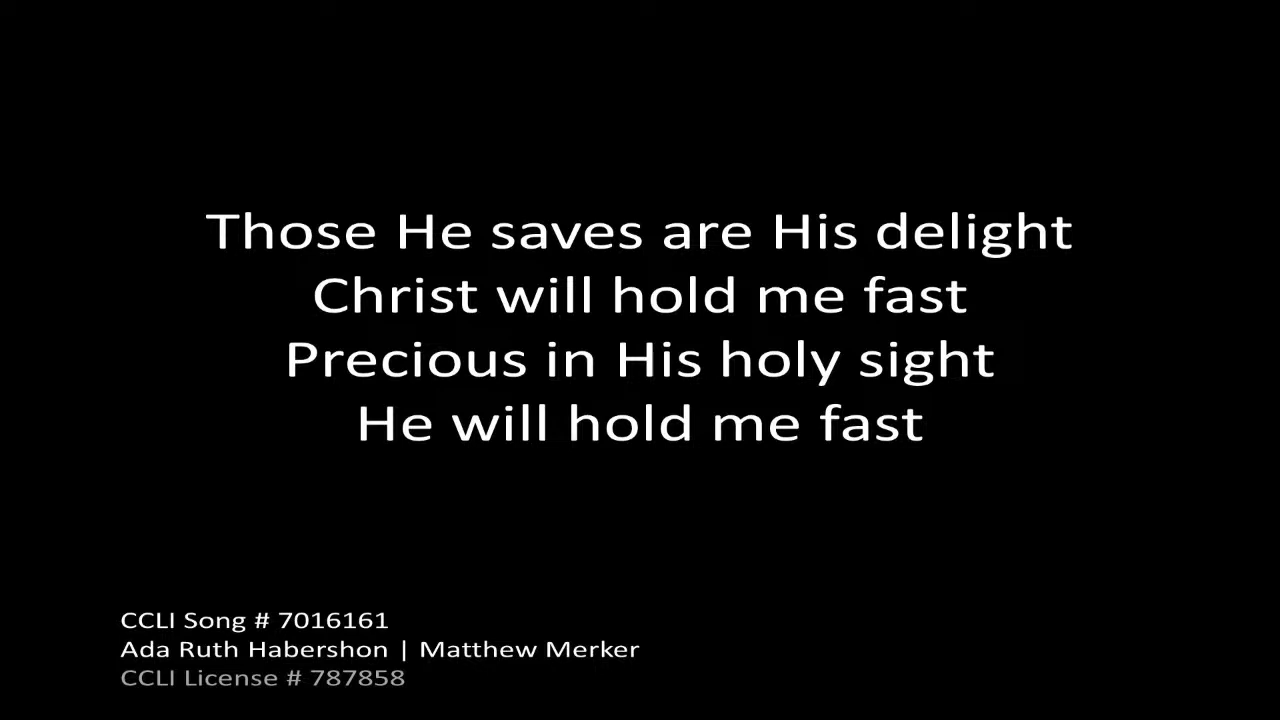 Those He saves are His delight
Christ will hold me fast
Precious in His holy sight
He will hold me fast
CCLI Song # 7016161
Ada Ruth Habershon | Matthew Merker
CCLI License # 787858